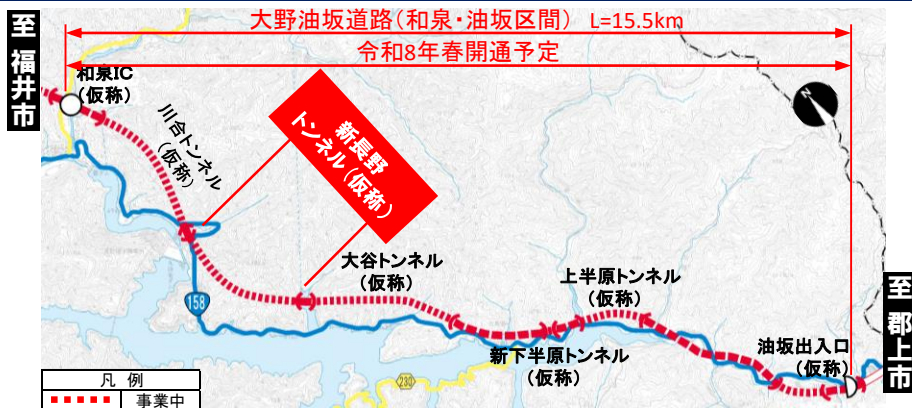 大野油坂道路(和泉・油坂区間) L=15.5km
令和8年春開通予定
至 福井市
和泉IC
(仮称)
川合トンネル
(仮称)
新長野
トンネル(仮称)
大谷トンネル
(仮称)
上半原トンネル
(仮称)
N
158
新下半原トンネル
(仮称)
油坂出入口
(仮称)
至 郡上市
230
凡 例
事業中